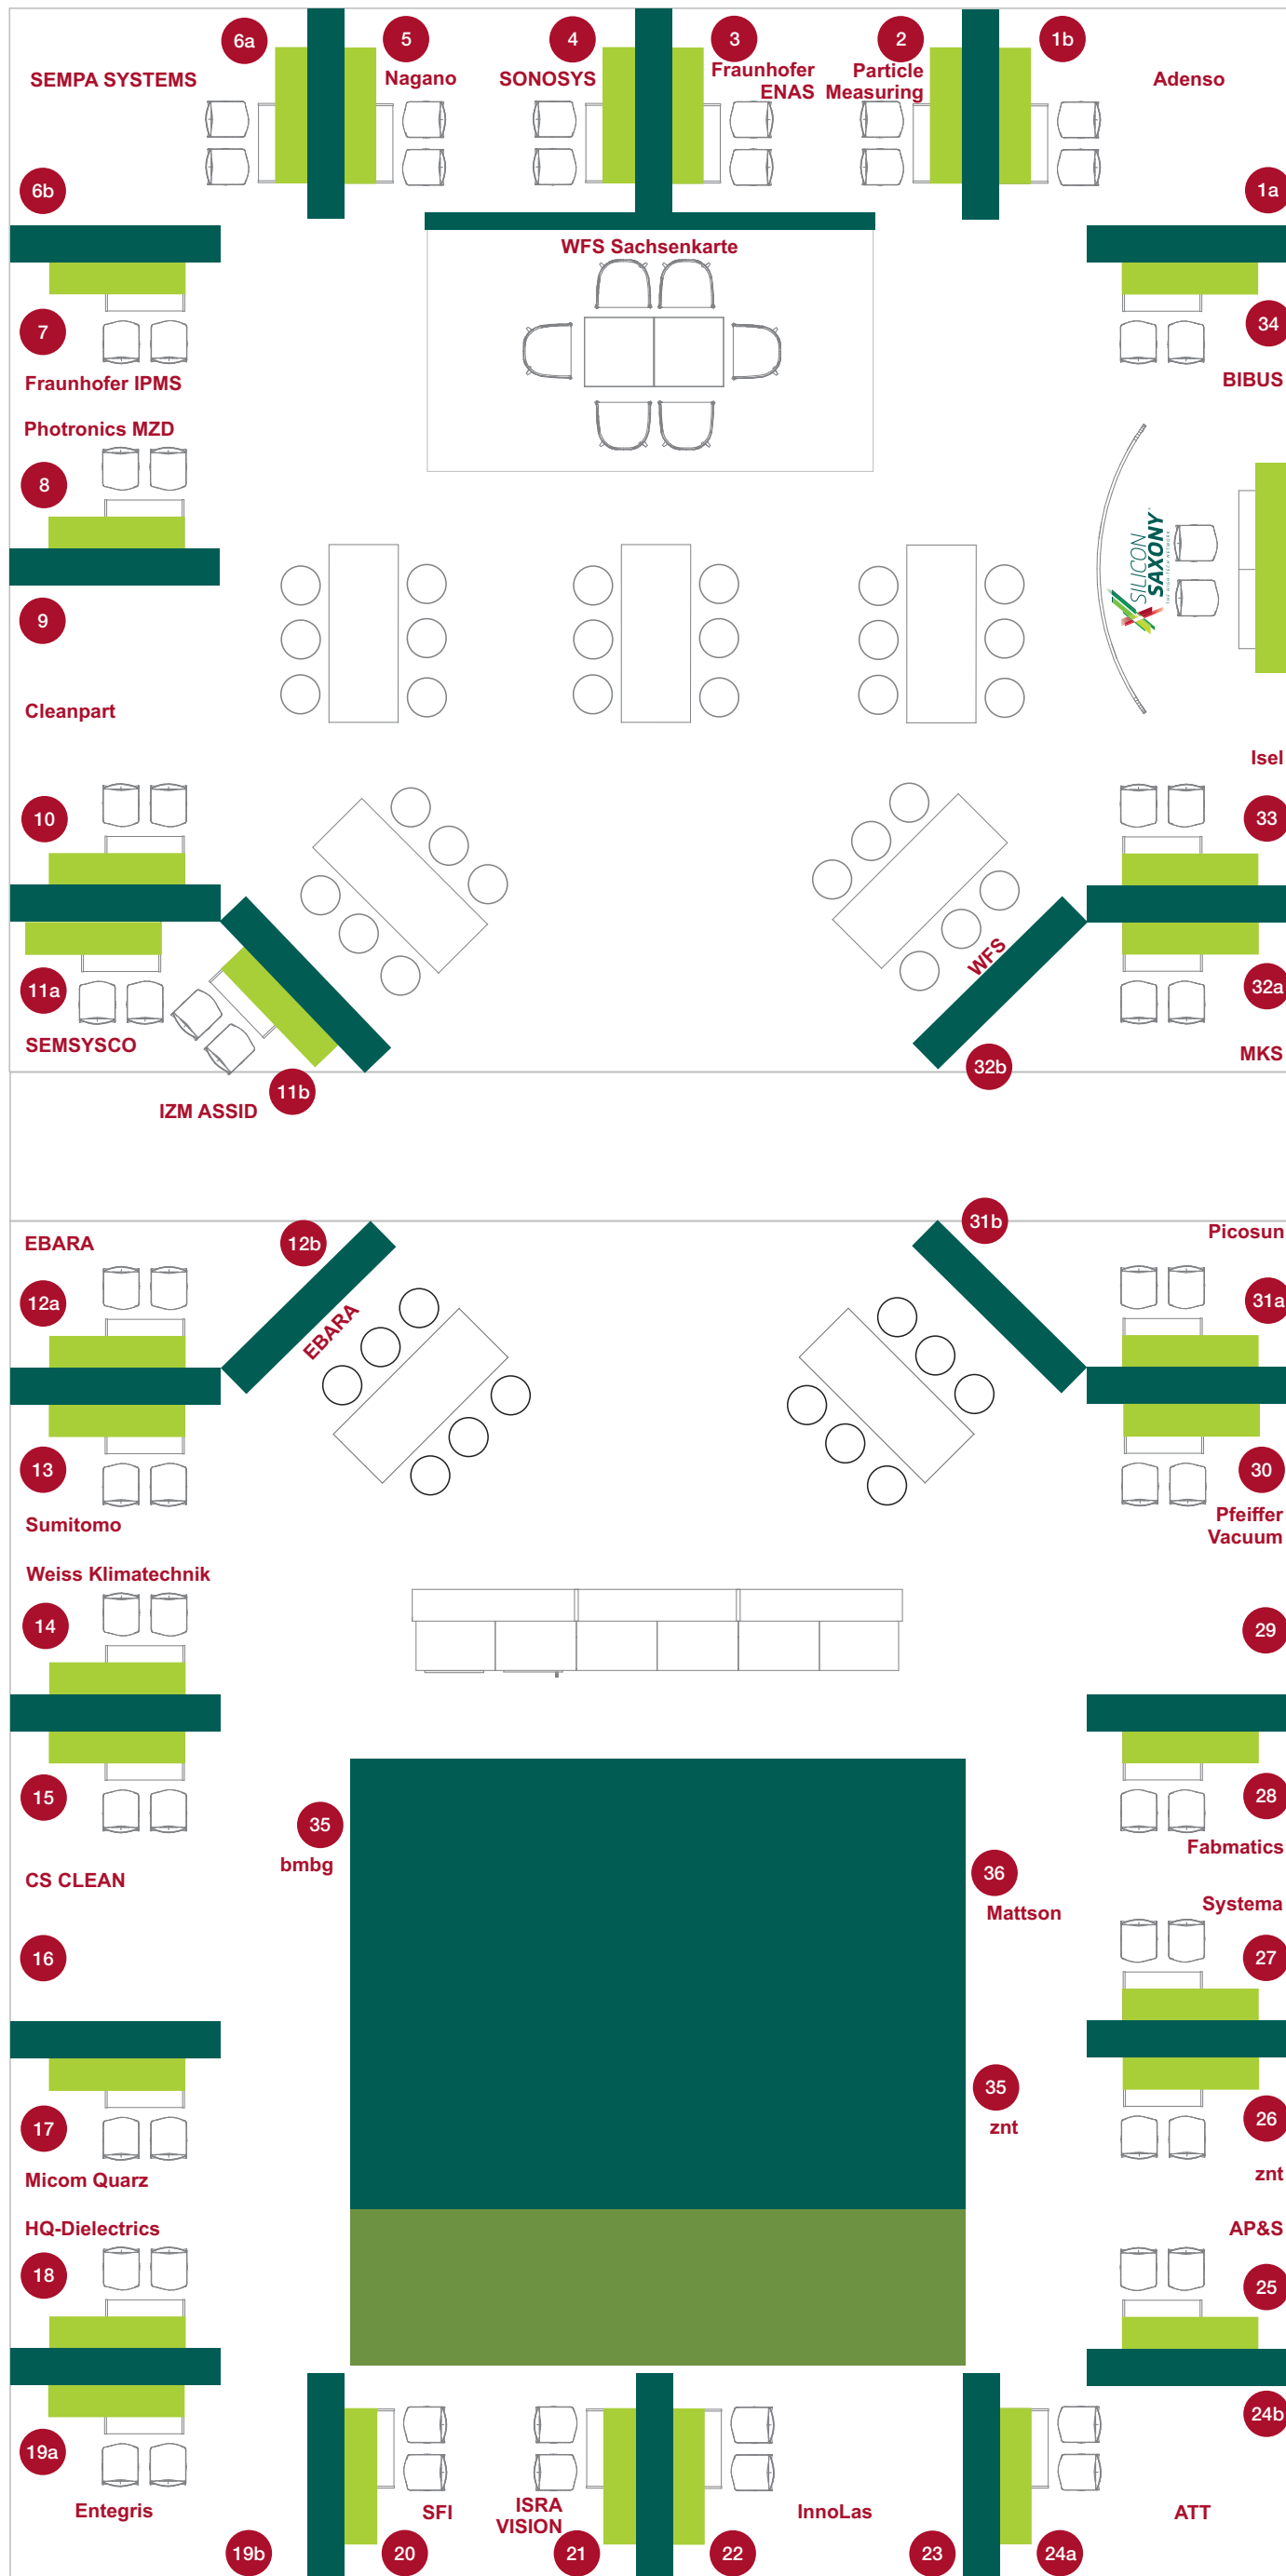 6a
5
4
3
2
1b
SEMPA SYSTEMS
Nagano
SONOSYS
Fraunhofer
ENAS
Particle
Measuring
Adenso
6b
1a
WFS Sachsenkarte
7
34
Fraunhofer IPMS
BIBUS
Photronics MZD
8
SILICON
SAXONY
THE HIGH-TECH NETWORK
9
Cleanpart
Isel
10
33
WFS
11a
32a
SEMSYSCO
MKS
32b
11b
IZM ASSID
EBARA
12b
31b
Picosun
12a
31a
EBARA
13
30
Sumitomo
Pfeiffer
Vacuum
Weiss Klimatechnik
14
29
15
35
bmbg
28
Fabmatics
CS CLEAN
36
Mattson
Systema
16
27
35
znt
17
26
Micom Quarz
znt
HQ-Dielectrics
AP&S
18
25
24b
19a
Entegris
SFI
ISRA
VISION
InnoLas
ATT
19b
20
21
22
23
24a